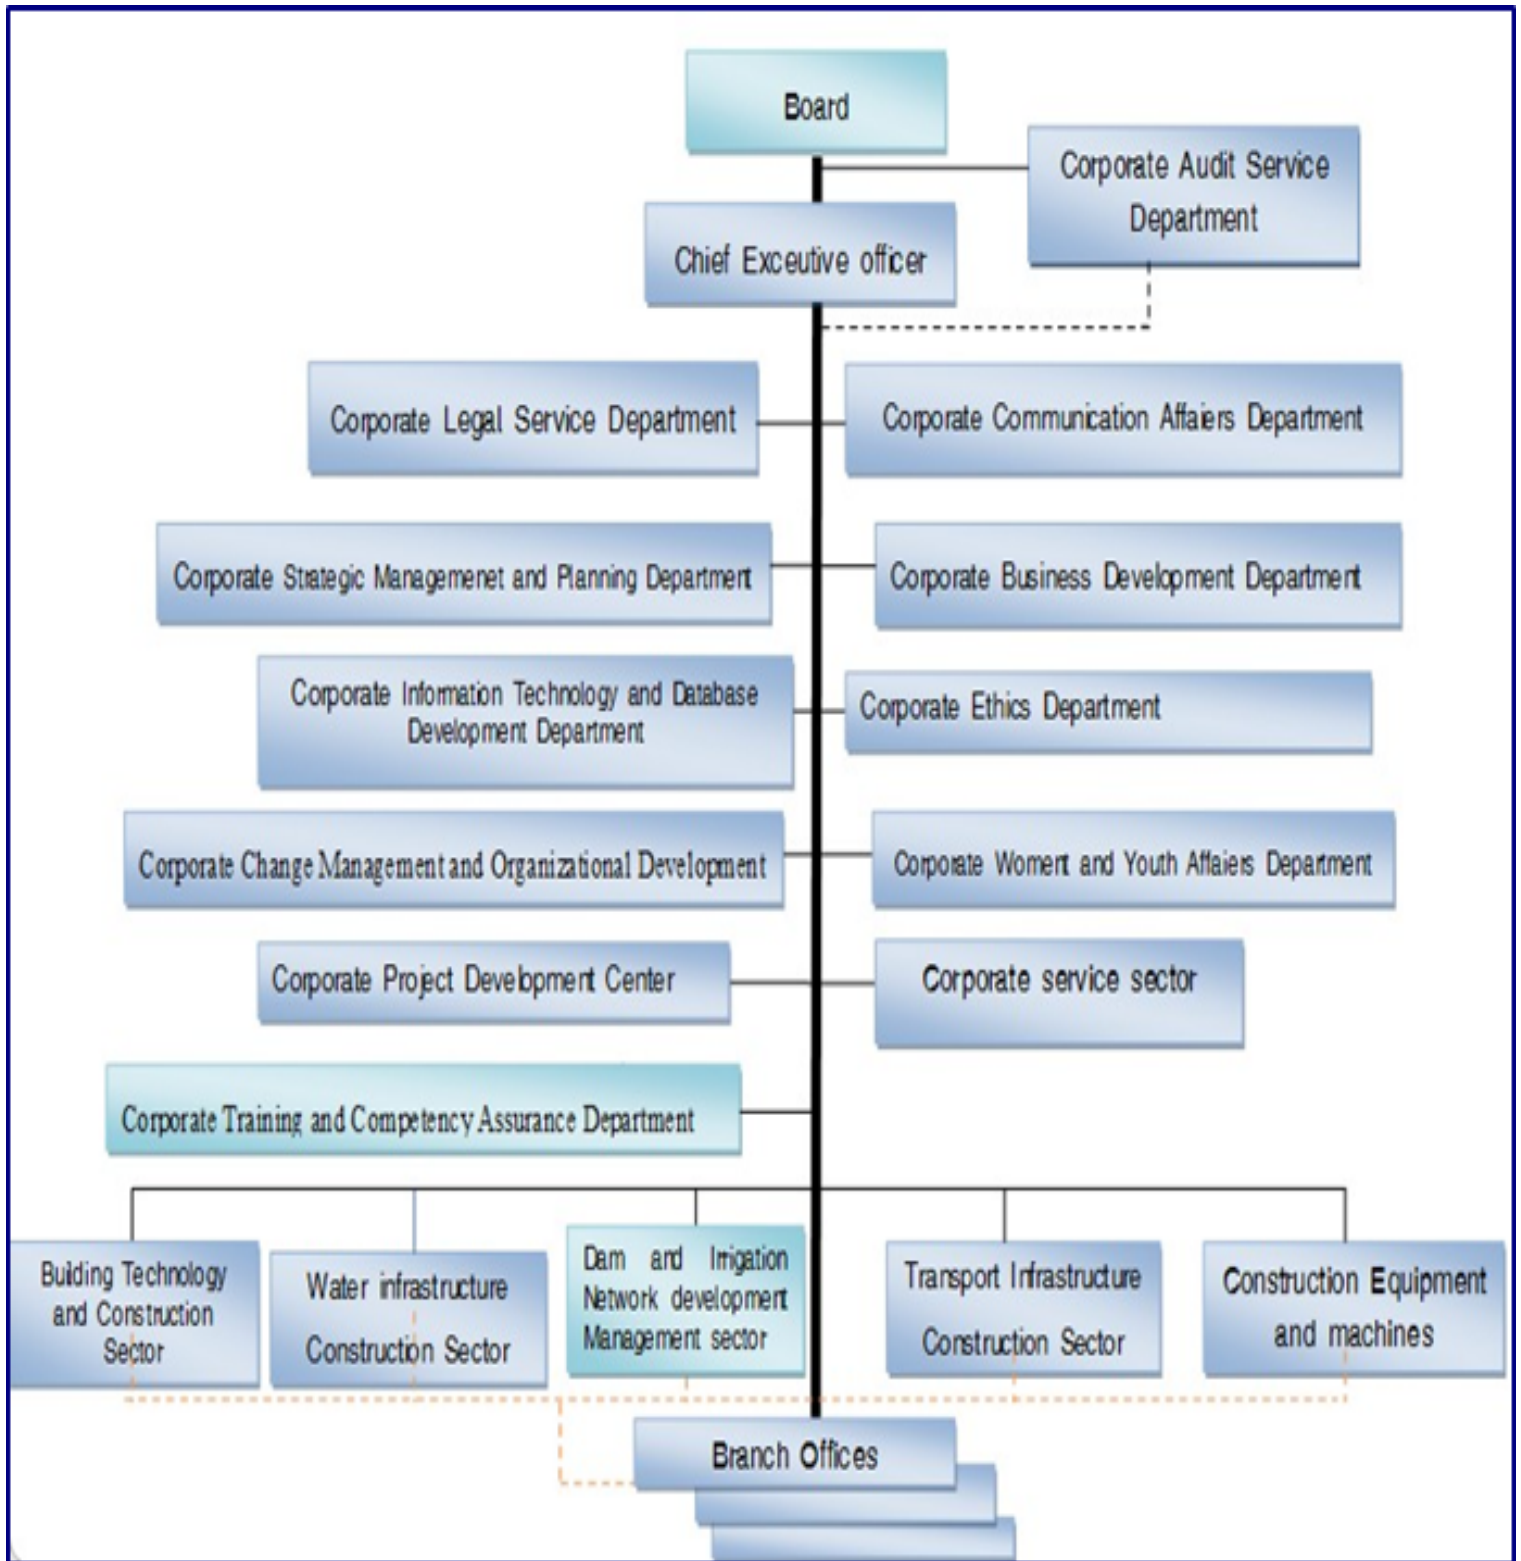 Board
Corporate Audit Service
Department
Chief Exceutive officer
Corporate Legal Service Department
Corporate Communication Affaiers Department
Corporate Strategic Managemenet and Planning Department
Corporate Business Development Department
Corporate Information Technology and Database
Development Department
Corporate Ethics Department
Corporate Change Management and Organizational Development
Corporate Woment and Youth Affaiers Department
Corporate Project Development Center
Corporate service sector
Corporate Training and Competency Assurance Department
Building Technology
and Construction
Sector
Water infrastructure
Construction Sector
Dam and Irrigation
Network development
Management sector
Transport Infrastructure
Construction Sector
Construction Equipment
and machines
Branch Offices